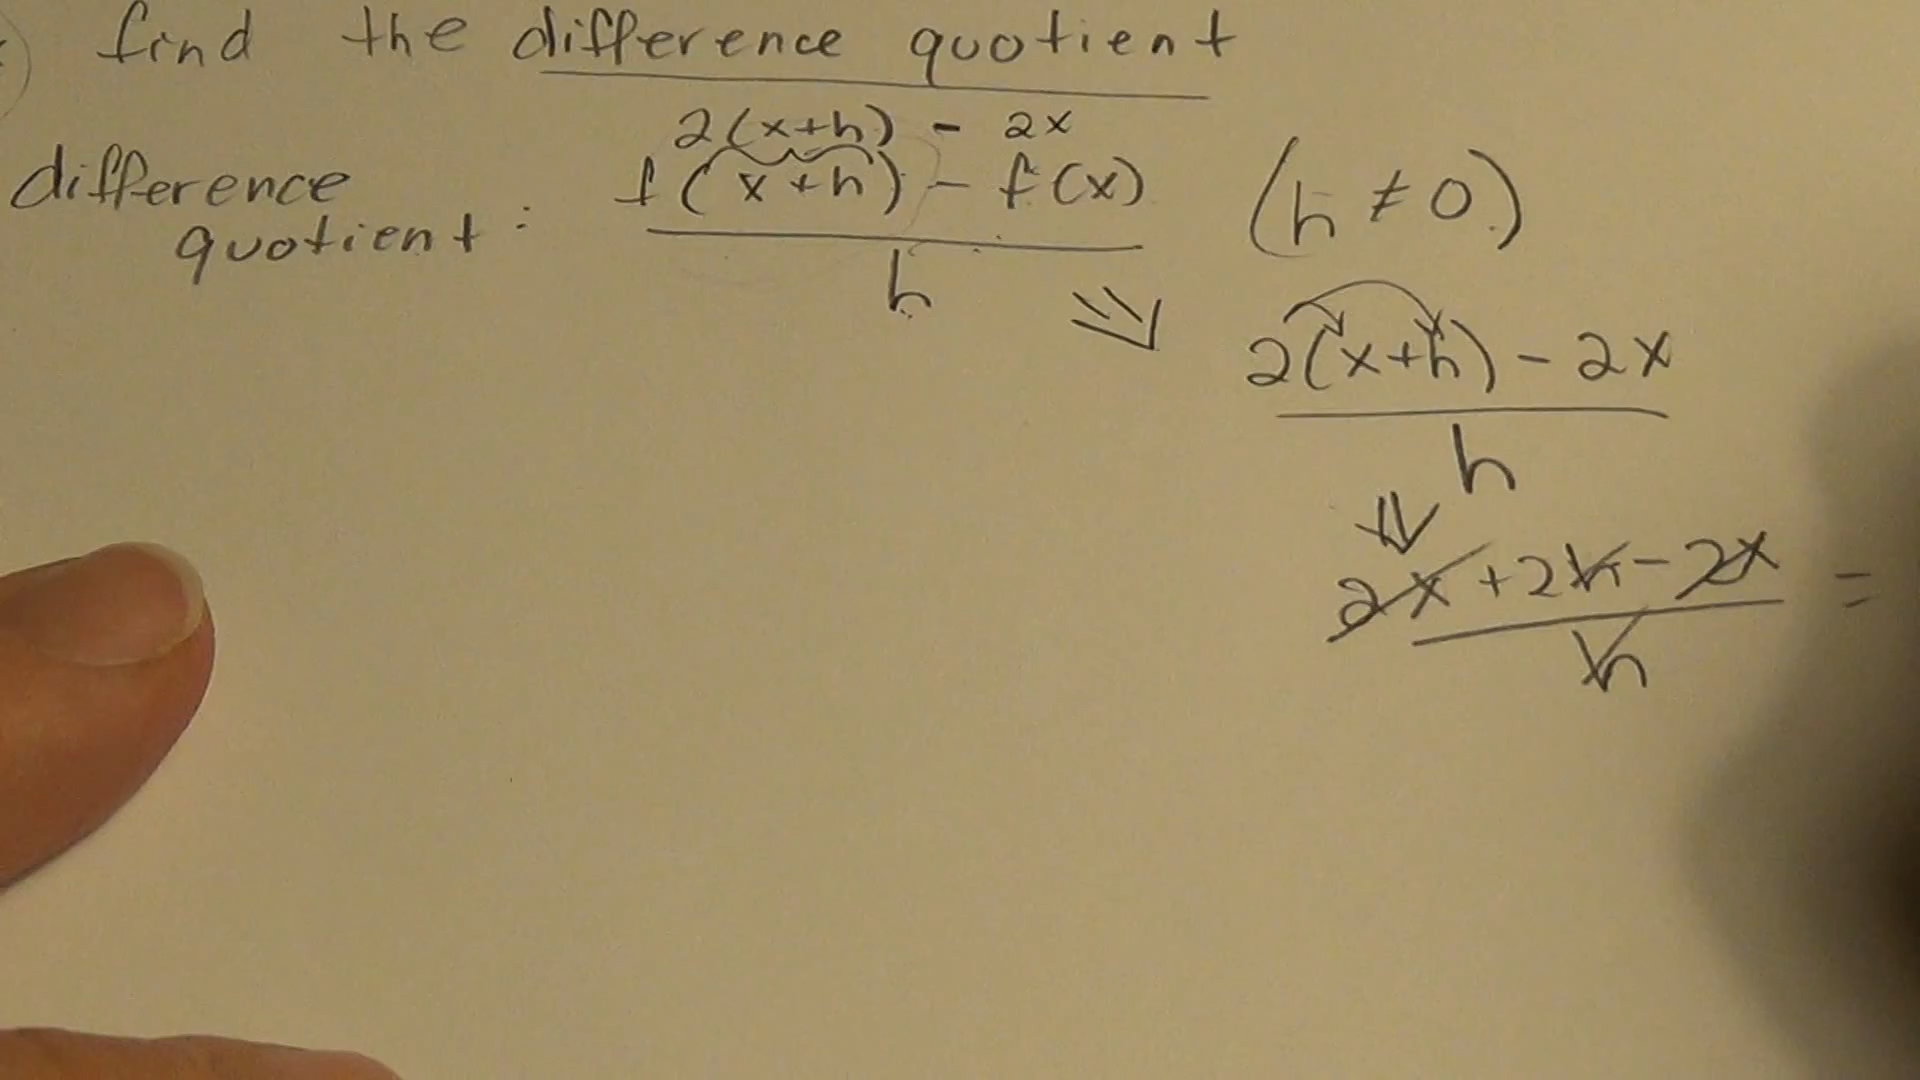 find the difference quotient
2(x+h) - 2x
difference quotient: f(x+h) - f(x) / h (h ≠ 0)
2(x+h) - 2x / h
2x + 2h - 2x / h =